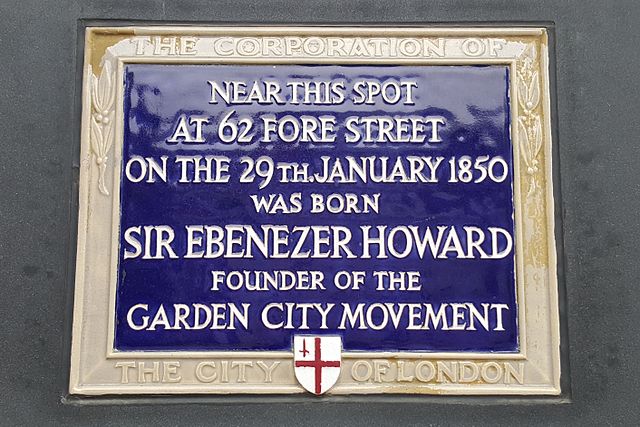 THE CORPORATION OF
NEAR THIS SPOT
AT 62 FORE STREET
ON THE 29TH. JANUARY 1850
WAS BORN
SIR EBENEZER HOWARD
FOUNDER OF THE
GARDEN CITY MOVEMENT
THE CITY OF LONDON